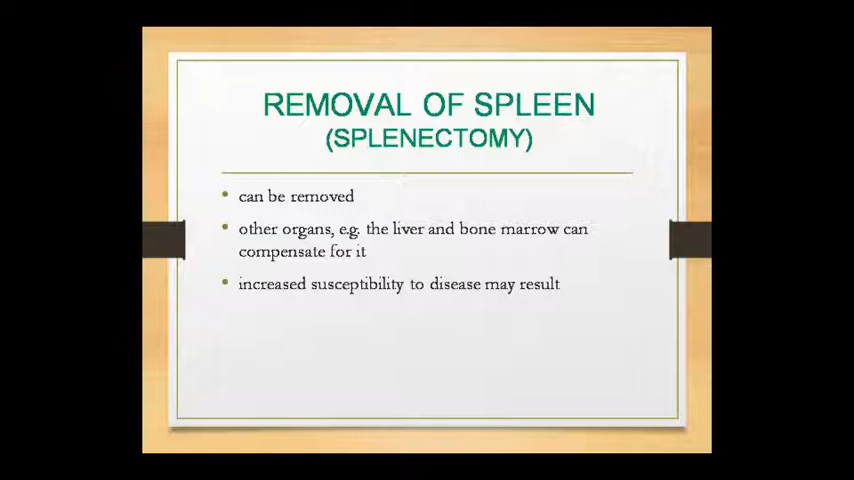 REMOVAL OF SPLEEN
(SPLENECTOMY)
• can be removed
• other organs, e.g. the liver and bone marrow can
compensate for it
• increased susceptibility to disease may result